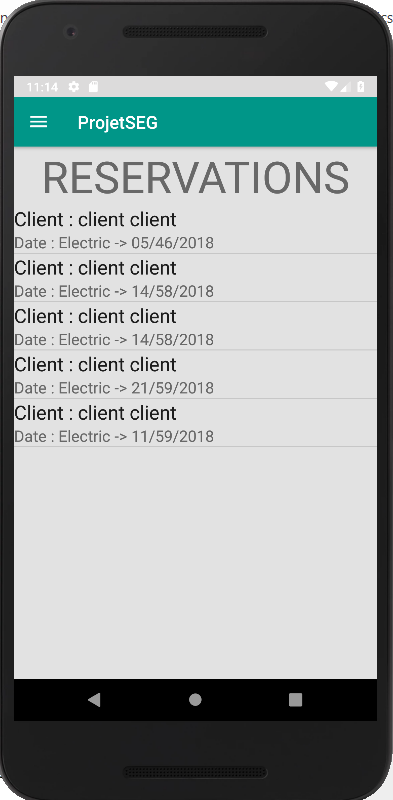 11:14
ProjetSEG
RESERVATIONS
Client : client client
Date : Electric -> 05/46/2018
Client : client client
Date : Electric -> 14/58/2018
Client : client client
Date : Electric -> 14/58/2018
Client : client client
Date : Electric -> 21/59/2018
Client : client client
Date : Electric -> 11/59/2018